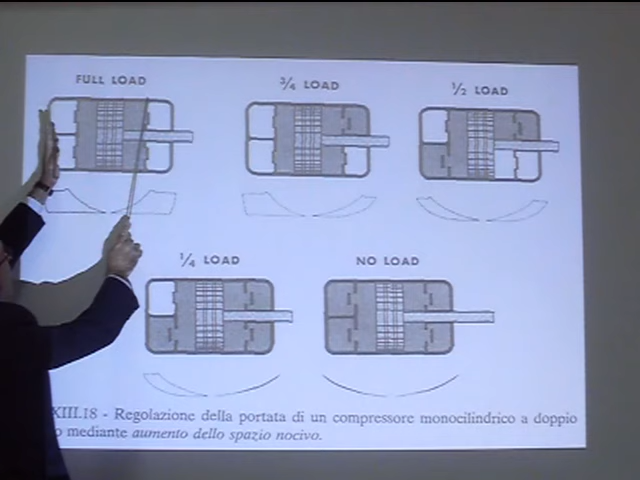 FULL LOAD
3/4 LOAD
1/2 LOAD
1/4 LOAD
NO LOAD
XIII.18 - Regolazione della portata di un compressore monocilindrico a doppio
mediante aumento dello spazio nocivo.